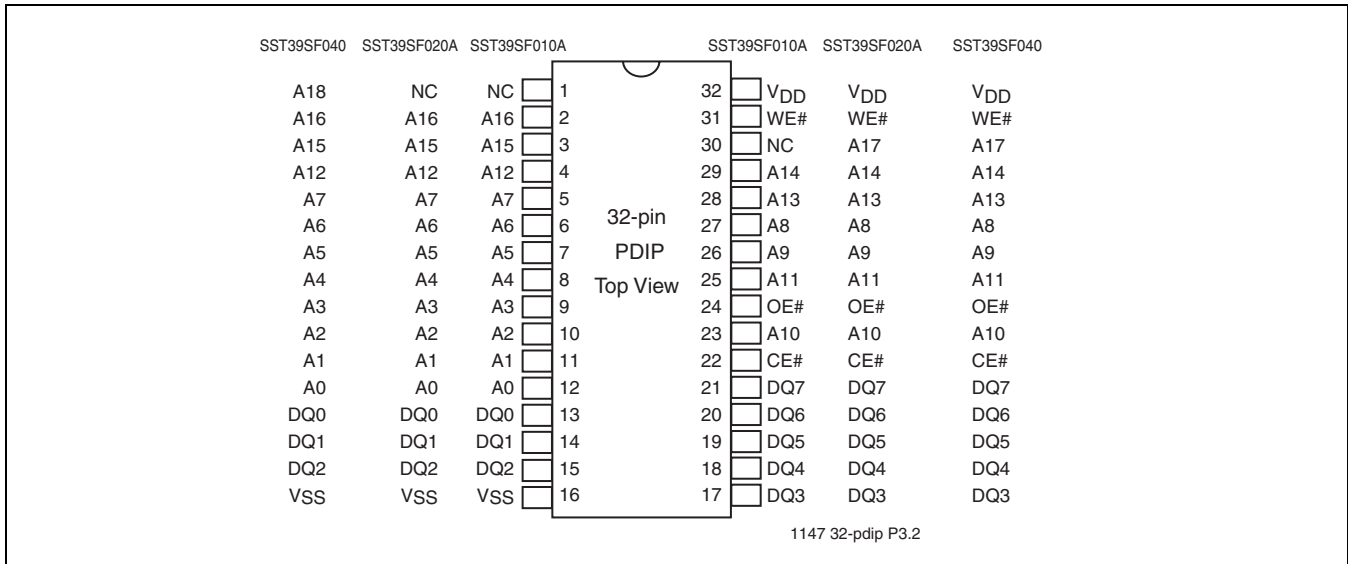 SST39SF040 SST39SF020A SST39SF010A SST39SF010A SST39SF020A SST39SF040
A18 NC NC 1 32 VDD VDD VDD
A16 A16 A16 2 31 WE# WE# WE#
A15 A15 A15 3 30 NC A17 A17
A12 A12 A12 4 29 A14 A14 A14
A7 A7 A7 5 28 A13 A13 A13
A6 A6 A6 6 32-pin 27 A8 A8 A8
A5 A5 A5 7 PDIP 26 A9 A9 A9
A4 A4 A4 8 Top View 25 A11 A11 A11
A3 A3 A3 9 24 OE# OE# OE#
A2 A2 A2 10 23 A10 A10 A10
A1 A1 A1 11 22 CE# CE# CE#
A0 A0 A0 12 21 DQ7 DQ7 DQ7
DQ0 DQ0 DQ0 13 20 DQ6 DQ6 DQ6
DQ1 DQ1 DQ1 14 19 DQ5 DQ5 DQ5
DQ2 DQ2 DQ2 15 18 DQ4 DQ4 DQ4
VSS VSS VSS 16 17 DQ3 DQ3 DQ3
1147 32-pdip P3.2